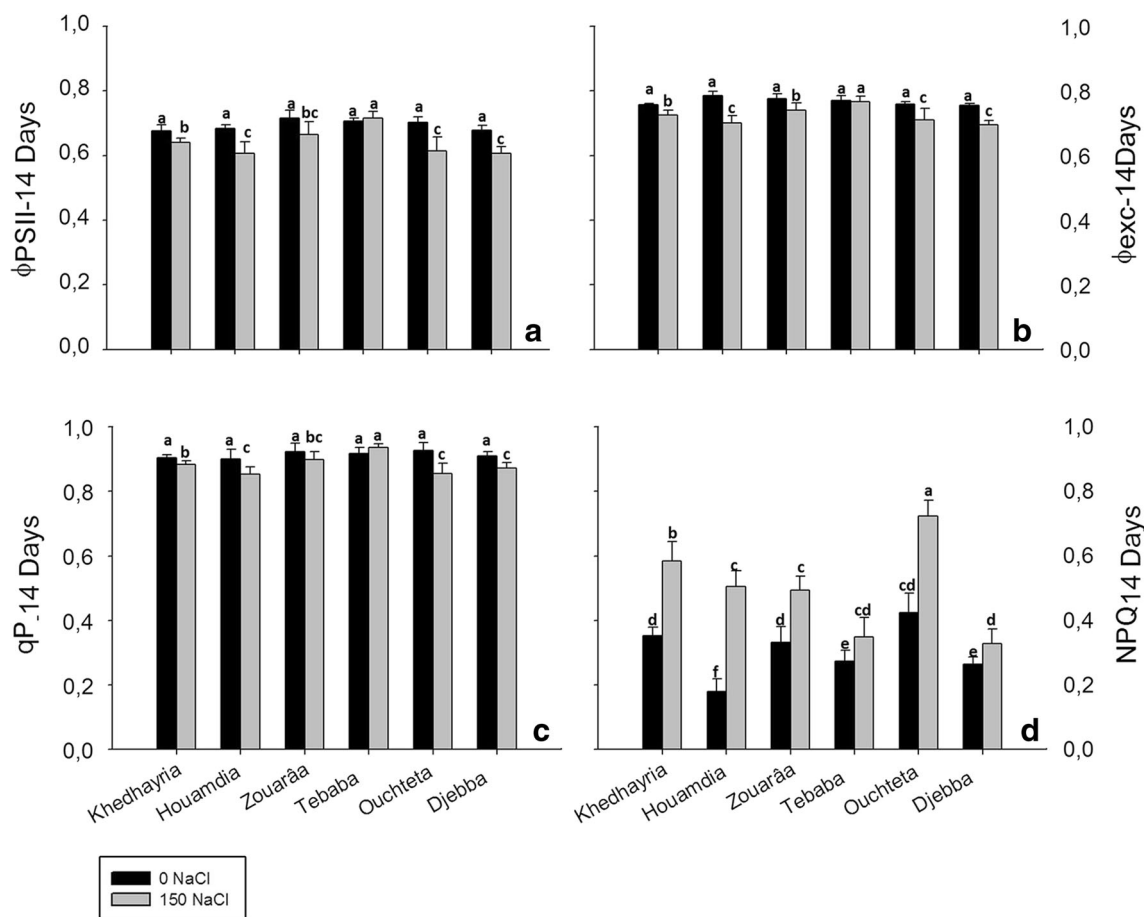 1,0
0,8
0,6
0,4
0,2
0,0
ϕPSII-14 Days
a
b
a
c
a
bc
a
a
a
c
a
c
a
1,0
0,8
0,6
0,4
0,2
0,0
ϕexc-14Days
a
b
a
c
a
b
a
a
a
c
a
c
b
1,0
0,8
0,6
0,4
0,2
0,0
qP-14 Days
a
b
a
c
a
bc
a
a
a
c
a
c
c
Khedhayria
Houamdia
Zouarâa
Tebaba
Ouchteta
Djebba
1,0
0,8
0,6
0,4
0,2
0,0
NPQ14 Days
d
b
f
c
d
c
e
cd
cd
a
e
d
d
Khedhayria
Houamdia
Zouarâa
Tebaba
Ouchteta
Djebba
0 NaCl
150 NaCl